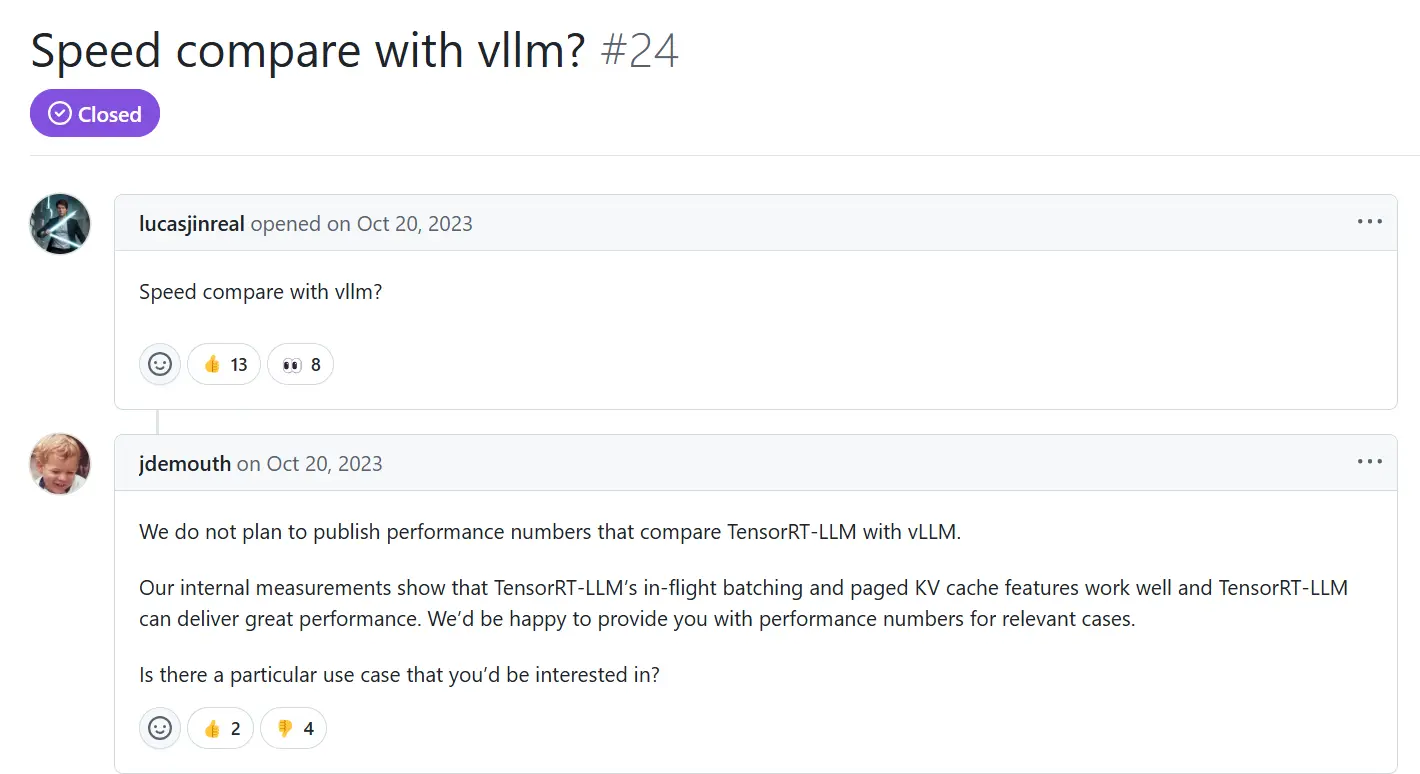 Speed compare with vllm? #24
Closed
lucasjinreal opened on Oct 20, 2023
Speed compare with vllm?
👍 13 👀 8
jdemouth on Oct 20, 2023
We do not plan to publish performance numbers that compare TensorRT-LLM with vLLM.
Our internal measurements show that TensorRT-LLM’s in-flight batching and paged KV cache features work well and TensorRT-LLM
can deliver great performance. We’d be happy to provide you with performance numbers for relevant cases.
Is there a particular use case that you’d be interested in?
👍 2 👎 4